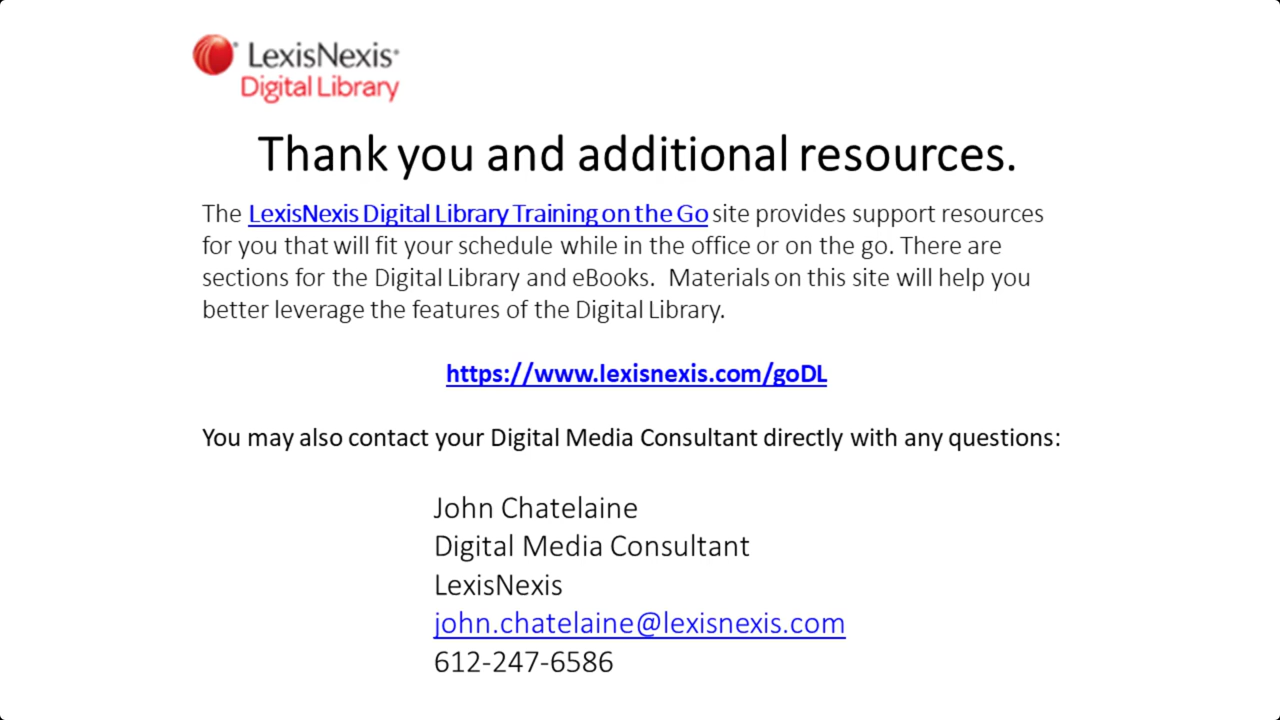 LexisNexis®
Digital Library
Thank you and additional resources.
The LexisNexis Digital Library Training on the Go site provides support resources
for you that will fit your schedule while in the office or on the go. There are
sections for the Digital Library and eBooks.  Materials on this site will help you
better leverage the features of the Digital Library.
https://www.lexisnexis.com/goDL
You may also contact your Digital Media Consultant directly with any questions:
John Chatelaine
Digital Media Consultant
LexisNexis
john.chatelaine@lexisnexis.com
612-247-6586